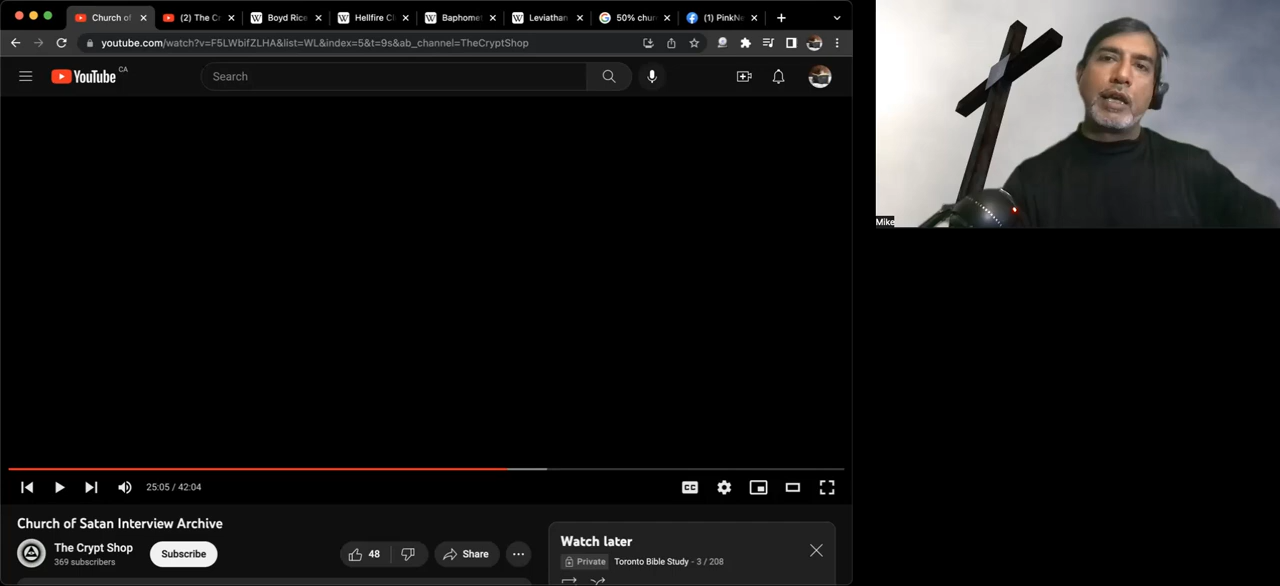 Church of
(2) The Cr
Boyd Rice
Hellfire Cl
Baphomet
Leviathan
50% chur
(1) PinkNe
youtube.com/watch?v=F5LWbifZLHA&list=WL&index=5&t=9s&ab_channel=TheCryptShop
YouTube CA
Search
Mike
25:05 / 42:04
CC
Church of Satan Interview Archive
The Crypt Shop
369 subscribers
Subscribe
48
Share
Watch later
Private
Toronto Bible Study - 3 / 208